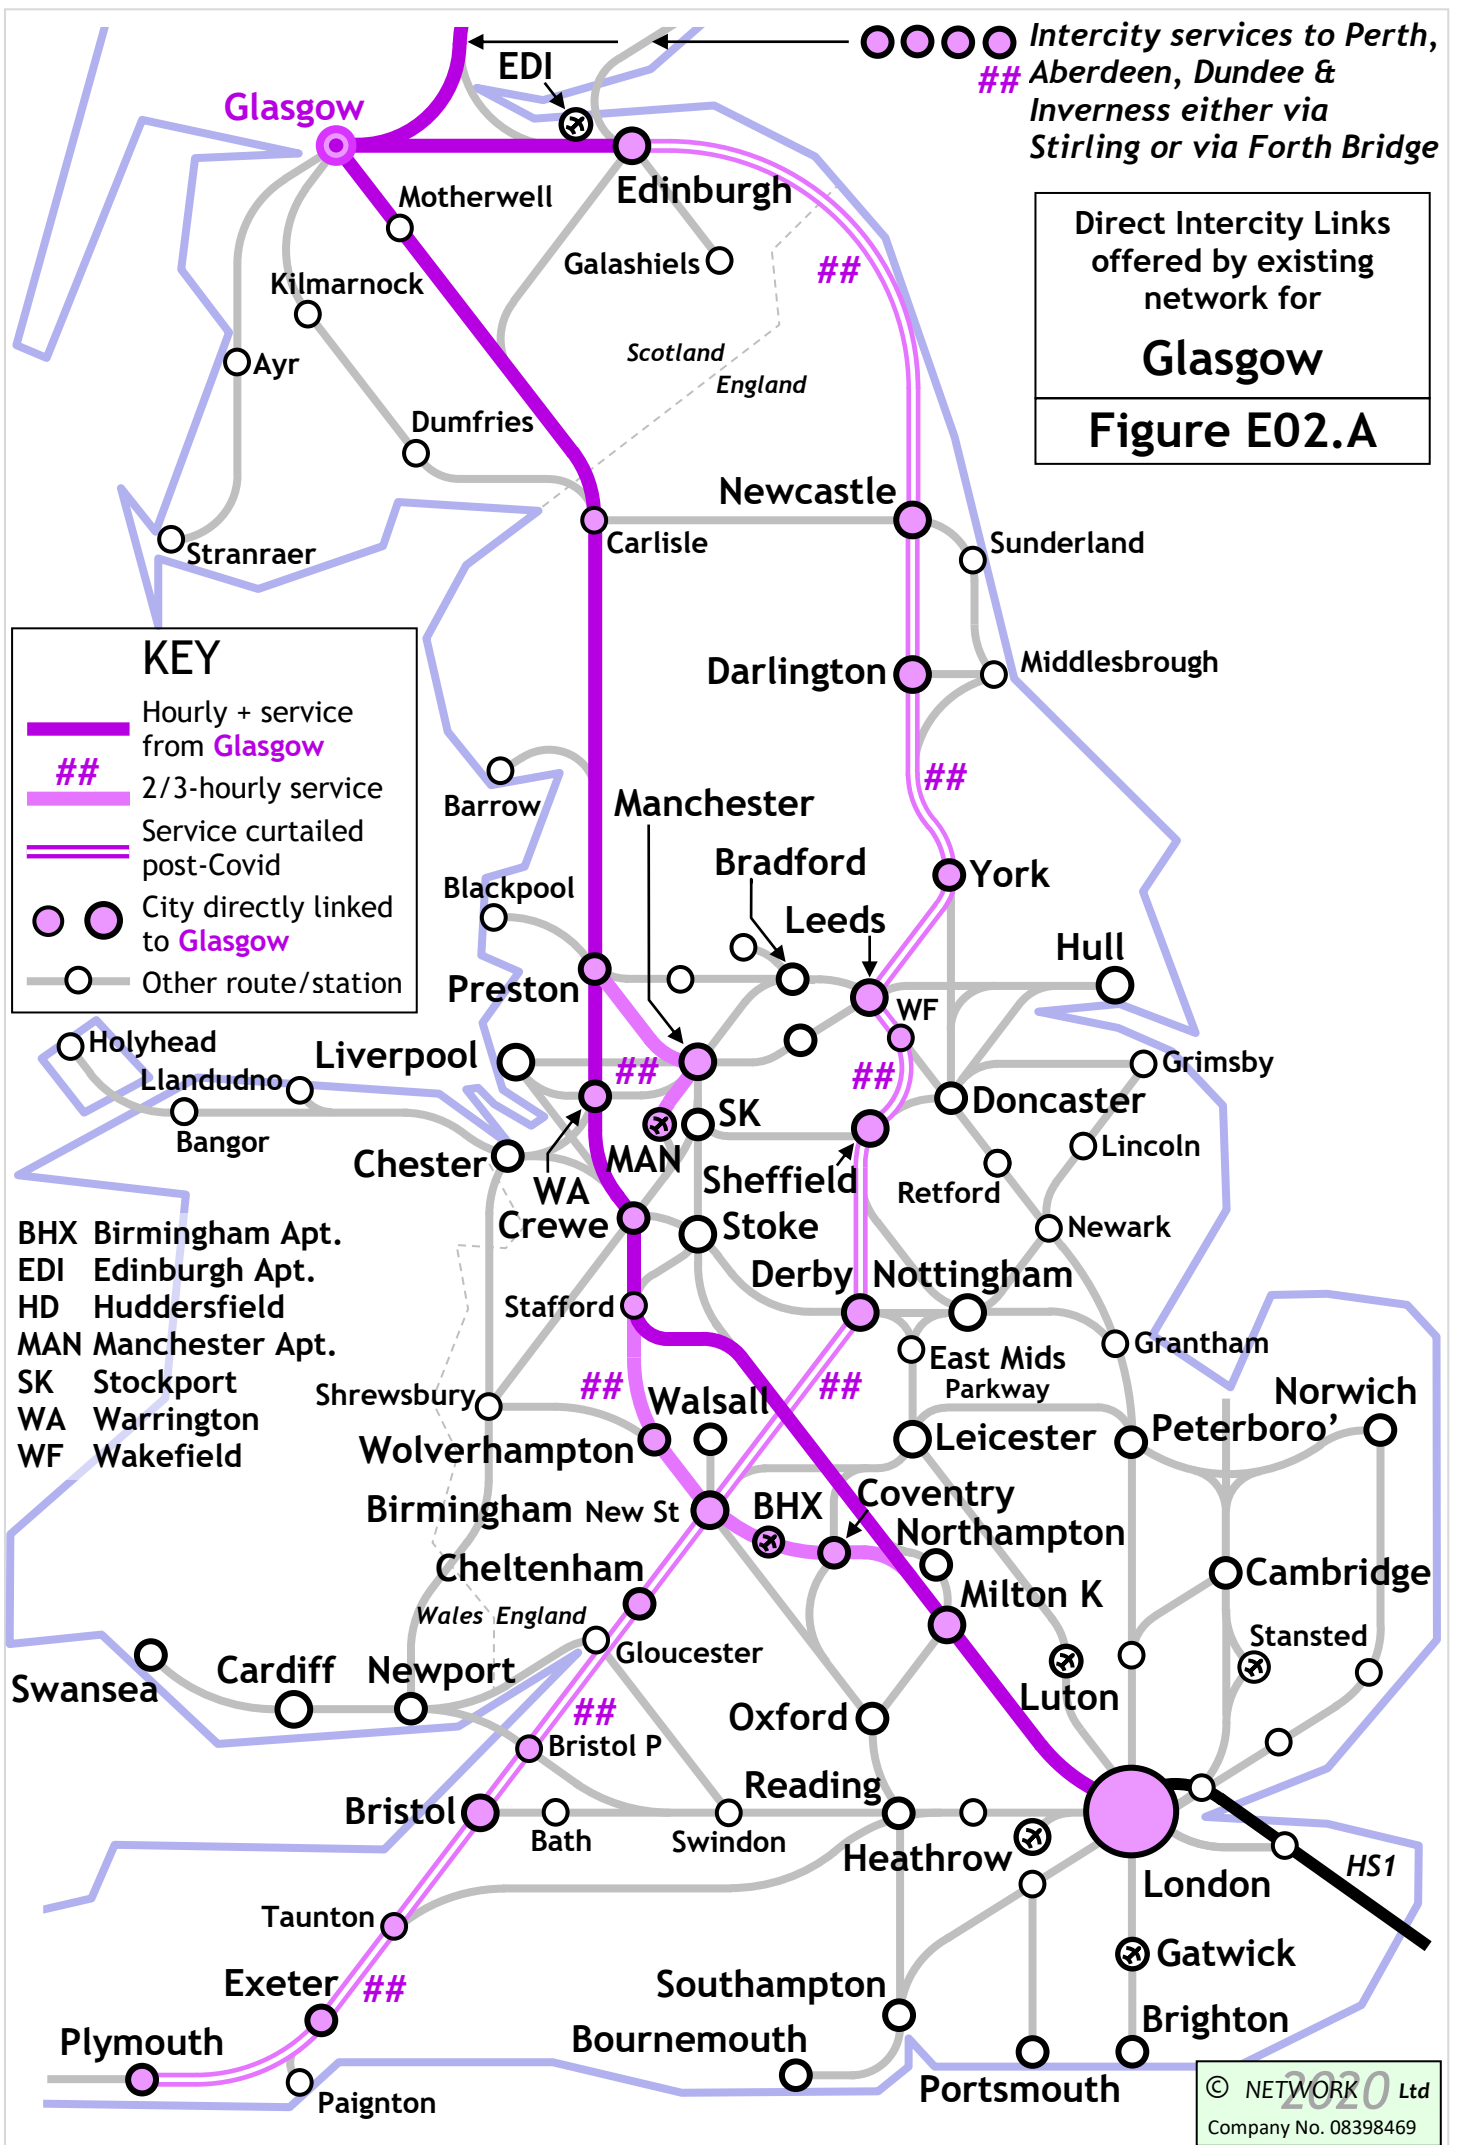 Intercity services to Perth,
## Aberdeen, Dundee &
Inverness either via
Stirling or via Forth Bridge
EDI
Glasgow
Edinburgh
Motherwell
Galashiels
Kilmarnock
##
Direct Intercity Links
offered by existing
network for
Glasgow
Figure E02.A
Ayr
Scotland
England
Dumfries
Newcastle
Carlisle
Sunderland
Stranraer
KEY
Hourly + service
from Glasgow
##
2/3-hourly service
Service curtailed
post-Covid
City directly linked
to Glasgow
Other route/station
Darlington
Middlesbrough
##
Barrow
Manchester
Bradford
York
Blackpool
Leeds
Hull
Preston
WF
Holyhead
Liverpool
##
##
Grimsby
Llandudno
SK
Doncaster
Bangor
MAN
Lincoln
Chester
WA
Sheffield
Retford
Crewe
Stoke
Newark
BHX Birmingham Apt.
EDI Edinburgh Apt.
HD Huddersfield
MAN Manchester Apt.
SK Stockport
WA Warrington
WF Wakefield
Derby
Nottingham
Stafford
Grantham
East Mids
Parkway
##
##
Shrewsbury
Walsall
Norwich
Wolverhampton
Leicester
Peterboro'
Birmingham New St
BHX
Coventry
Northampton
Cheltenham
Cambridge
Milton K
Wales England
Gloucester
Stansted
Swansea
Cardiff
Newport
Luton
##
Oxford
Bristol P
Reading
Bristol
Bath
Swindon
Heathrow
HS1
London
Taunton
Gatwick
Exeter
##
Southampton
Brighton
Plymouth
Bournemouth
Portsmouth
Paignton
© NETWORK 2020 Ltd
Company No. 08398469